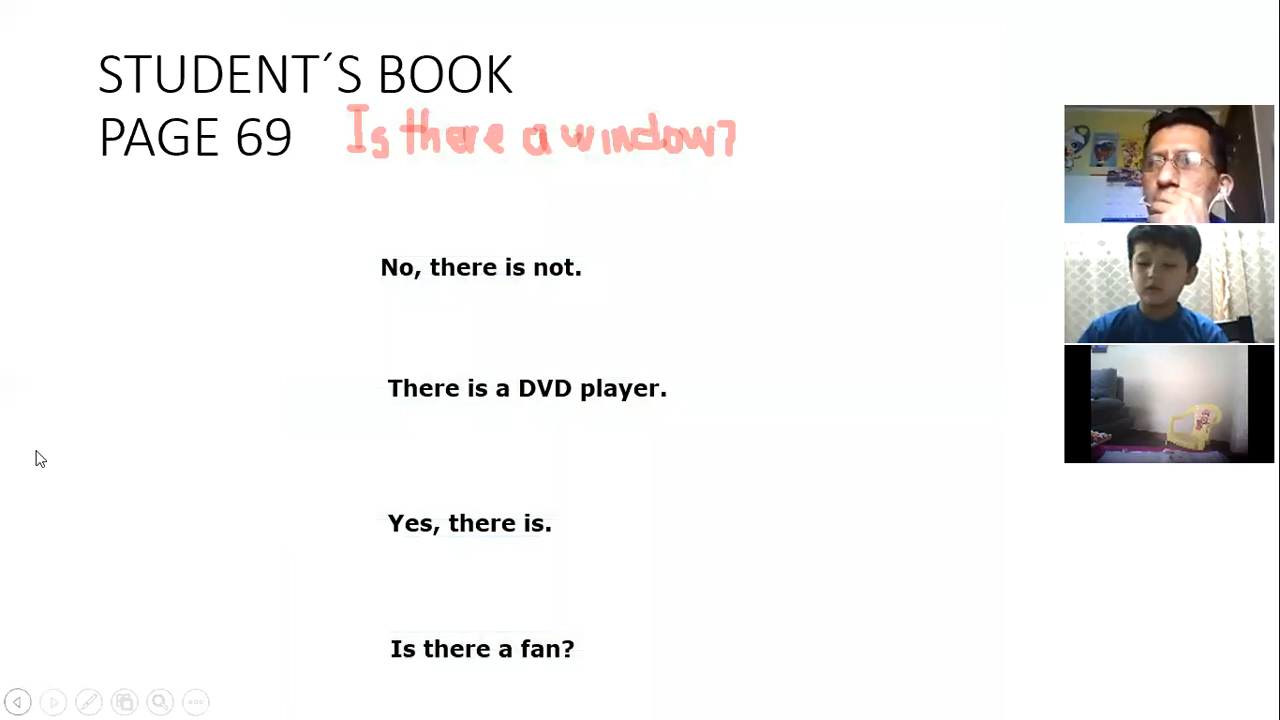 STUDENT´S BOOK
PAGE 69
Is there a window?
No, there is not.
There is a DVD player.
Yes, there is.
Is there a fan?